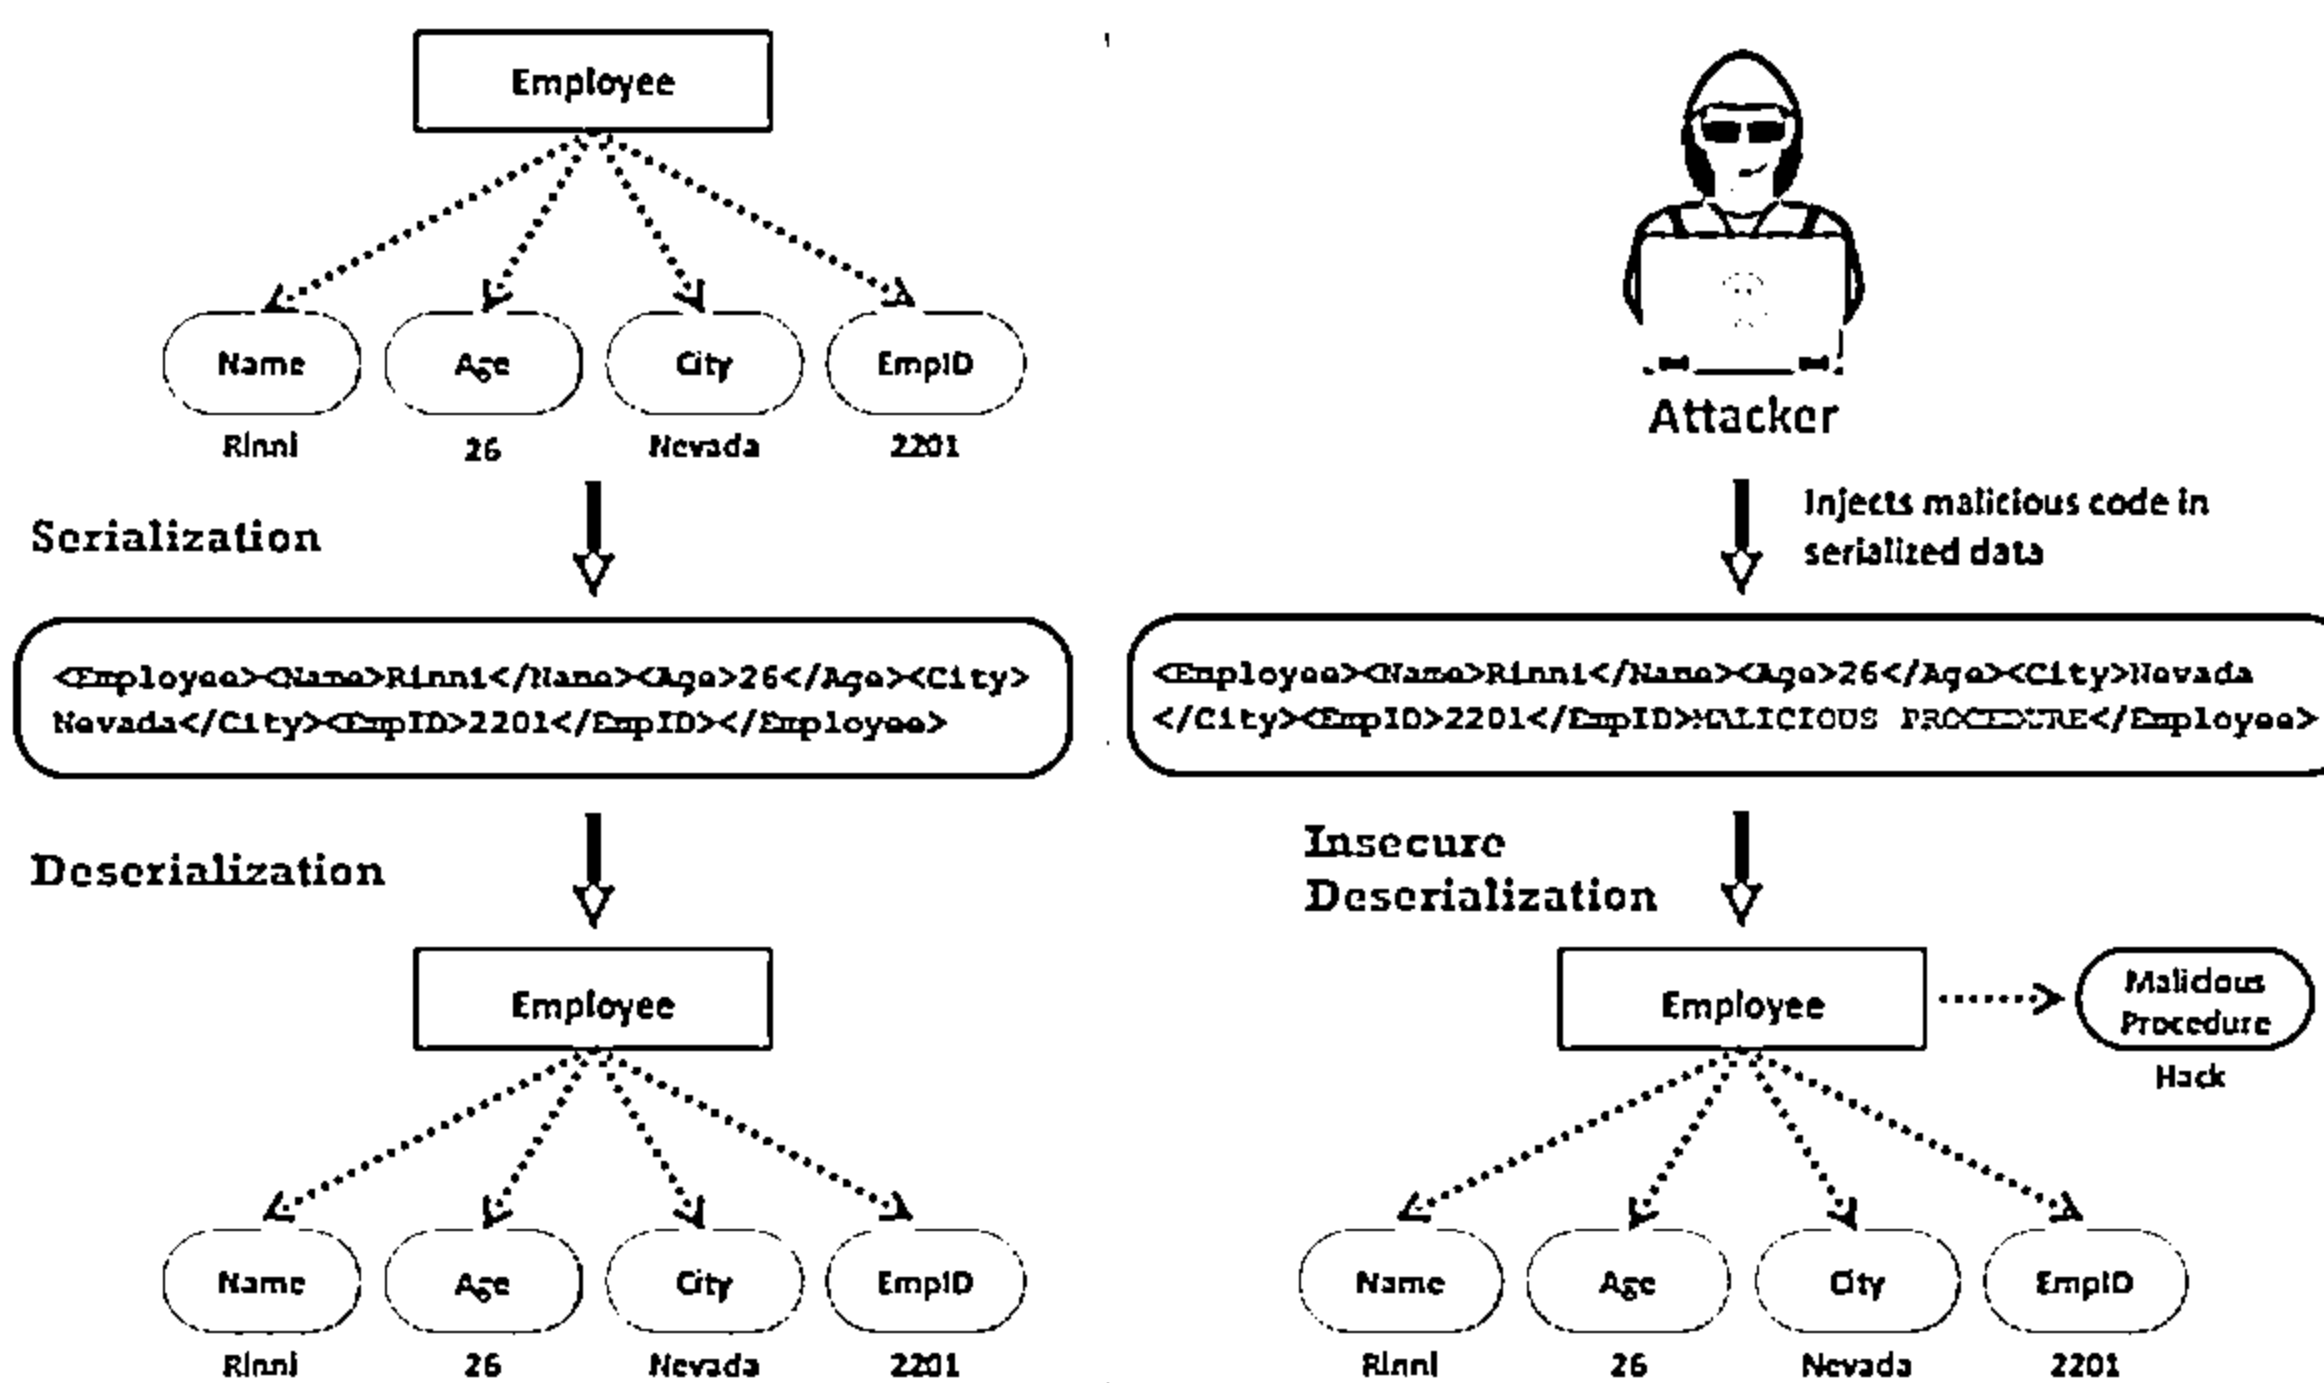 Employee
Name
Age
City
EmpID
Rinni
26
Nevada
2201
Serialization
<Employee><Name>Rinni</Name><Age>26</Age><City>
Nevada</City><EmpID>2201</EmpID></Employee>
Deserialization
Employee
Name
Age
City
EmpID
Rinni
26
Nevada
2201
Attacker
Injects malicious code in
serialized data
<Employee><Name>Rinni</Name><Age>26</Age><City>Nevada
</City><EmpID>2201</EmpID>MALICIOUS PROCEDURE</Employee>
Insecure
Deserialization
Employee
Malicious
Procedure
Hack
Name
Age
City
EmpID
Rinni
26
Nevada
2201